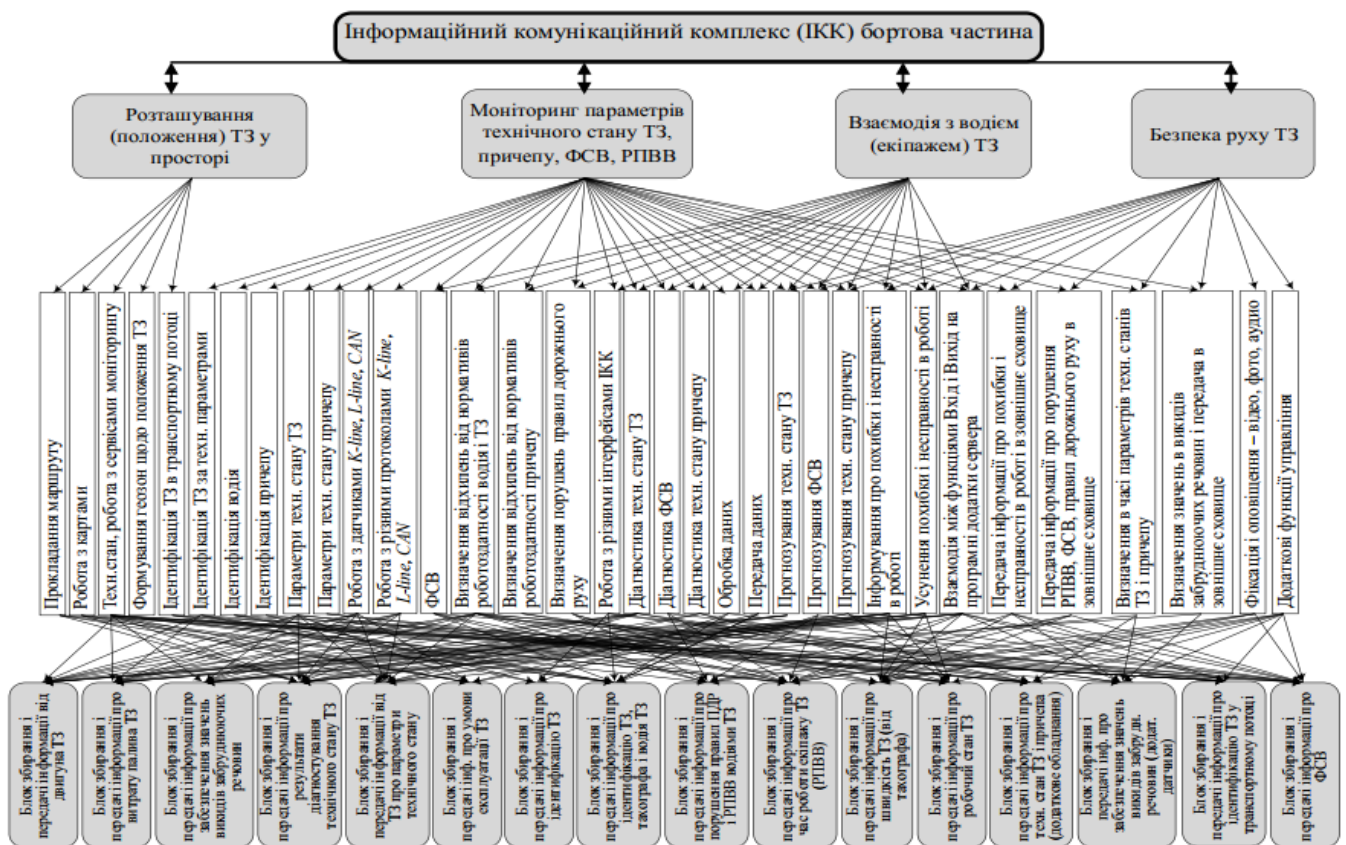 Інформаційний комунікаційний комплекс (ІКК) бортова частина
Розташування
(положення) ТЗ у
просторі
Моніторинг параметрів
технічного стану ТЗ,
причепу, ФСВ, РПВВ
Взаємодія з водієм
(екіпажем) ТЗ
Безпека руху ТЗ
Прокладання маршруту
Робота з картами
Техн.стан, робота з сервісами моніторингу
Формування геозон щодо положення ТЗ
Ідентифікація ТЗ в транспортному потоці
Ідентифікація ТЗ за техн. параметрами
Ідентифікація водія
Ідентифікація причепу
Параметри техн. стану ТЗ
Параметри техн. стану причепу
Робота з датчиками K-line, L-line, CAN
Робота з різними протоколами K-line,
L-line, CAN
ФСВ
Визначення відхилень від нормативів
роботоздатності водія і ТЗ
Визначення відхилень від нормативів
роботоздатності причепу
Визначення порушень правил дорожнього
руху
Робота з різними інтерфейсами ІКК
Діагностика техн. стану ТЗ
Діагностика ФСВ
Діагностика техн. стану причепу
Обробка даних
Передача даних
Прогнозування техн. стану ТЗ
Прогнозування ФСВ
Прогнозування техн. стану причепу
Інформування про похибки і несправності
в роботі
Усунення похибки і несправності в роботі
Взаємодія між функціями Вхід і Вихід на
програмні додатки сервера
Передача інформації про похибки і
несправності в роботі в зовнішнє сховище
Передача інформації про порушення
РПВВ, ФСВ, правил дорожнього руху в
зовнішнє сховище
Визначення в часі параметрів техн. станів
ТЗ і причепу
Визначення значень в викидів
забруднюючих речовин і передача в
зовнішнє сховище
Фіксація і оповіщення – відео, фото, аудио
Додаткові функції управління
Блок збирання і
передачі інформації від
двигуна ТЗ
Блок збирання і
передачі інформації про
витрату палива ТЗ
Блок збирання і
передачі інформації про
забезпечення значень
викидів забруднюючих
речовин
Блок збирання і
передачі інформації про
результати
діагностування
технічного стану ТЗ
Блок збирання і
передачі інформації від
ТЗ про параметри
технічного стану
Блок збирання і
передачі інф. про умови
експлуатації ТЗ
Блок збирання і
передачі інформації про
ідентифікацію ТЗ
Блок збирання і
передачі інформації про
ідентифікацію ТЗ,
тахографа і водія ТЗ
Блок збирання і
передачі інформації про
порушення правил ПДР
і РПВВ водіями ТЗ
Блок збирання і
передачі інформації про
час роботи екіпажу ТЗ
(РПВВ)
Блок збирання і
передачі інформації про
швидкість ТЗ (від
тахографа)
Блок збирання і
передачі інформації про
робочий стан ТЗ
Блок збирання і
передачі інформації про
техн. стан ТЗ і причепа
(додаткове обладнання)
Блок збирання і
передачі інф. про
забезпечення значень
викидів забрудн.
речовин (додат.
датчики)
Блок збирання і
передачі інформації про
ідентифікацію ТЗ у
транспортному потоці
Блок збирання і
передачі інформації про
ФСВ